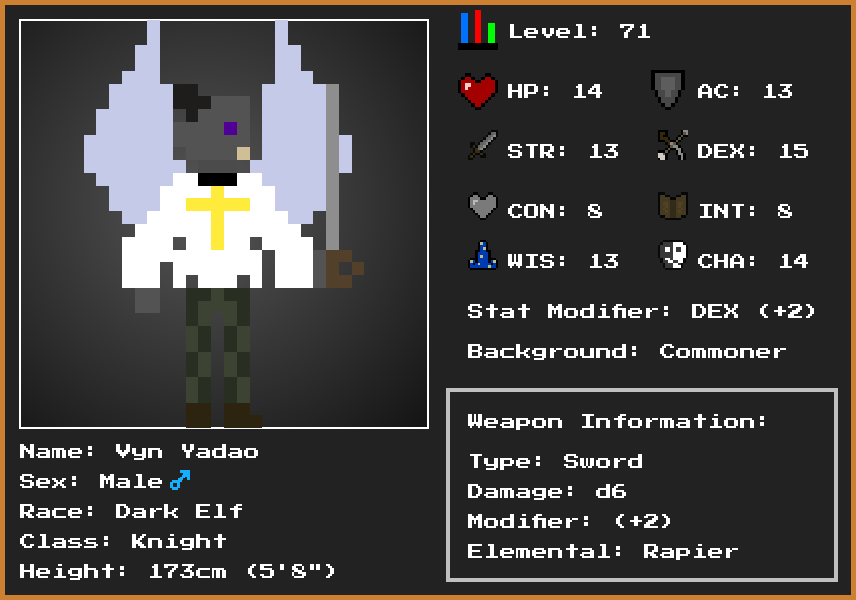 Level: 71
HP: 14
AC: 13
STR: 13
DEX: 15
CON: 8
INT: 8
WIS: 13
CHA: 14
Stat Modifier: DEX (+2)
Background: Commoner
Weapon Information:
Type: Sword
Damage: d6
Modifier: (+2)
Elemental: Rapier
Name: Vyn Yadao
Sex: Male♂
Race: Dark Elf
Class: Knight
Height: 173cm (5'8")